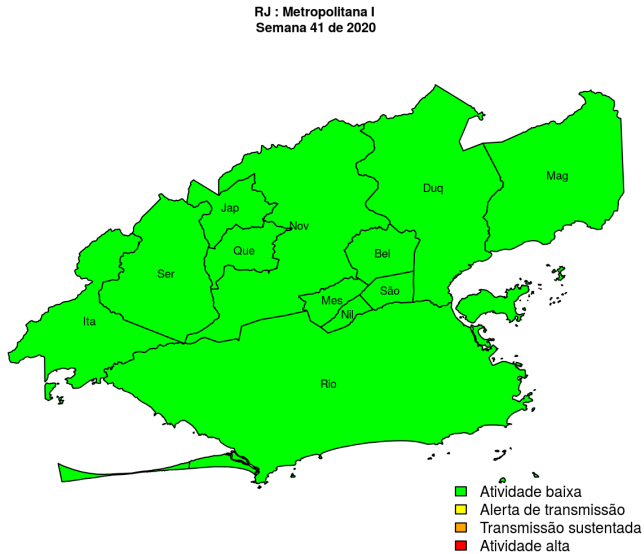 RJ : Metropolitana I
Semana 41 de 2020
Mag
Duq
Jap
Nov
Que
Bel
Ser
São
Mes
Nil
Ita
Rio
Atividade baixa
Alerta de transmissão
Transmissão sustentada
Atividade alta